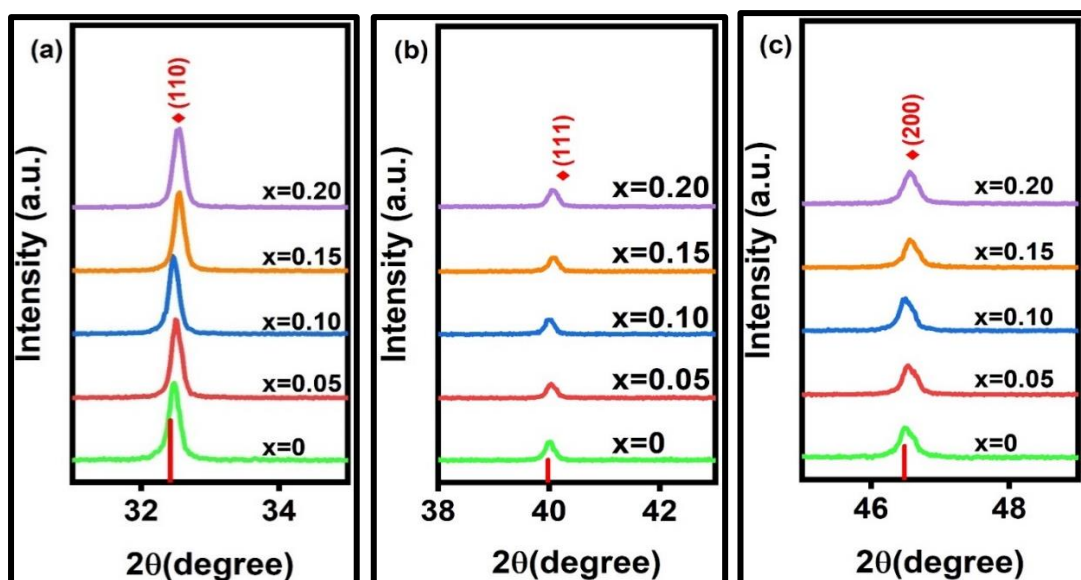 (a)
(110)
x=0.20
x=0.15
x=0.10
x=0.05
x=0
Intensity (a.u.)
32
34
2θ(degree)
(b)
(111)
x=0.20
x=0.15
x=0.10
x=0.05
x=0
Intensity (a.u.)
38
40
42
2θ(degree)
(c)
(200)
x=0.20
x=0.15
x=0.10
x=0.05
x=0
Intensity (a.u.)
46
48
2θ(degree)